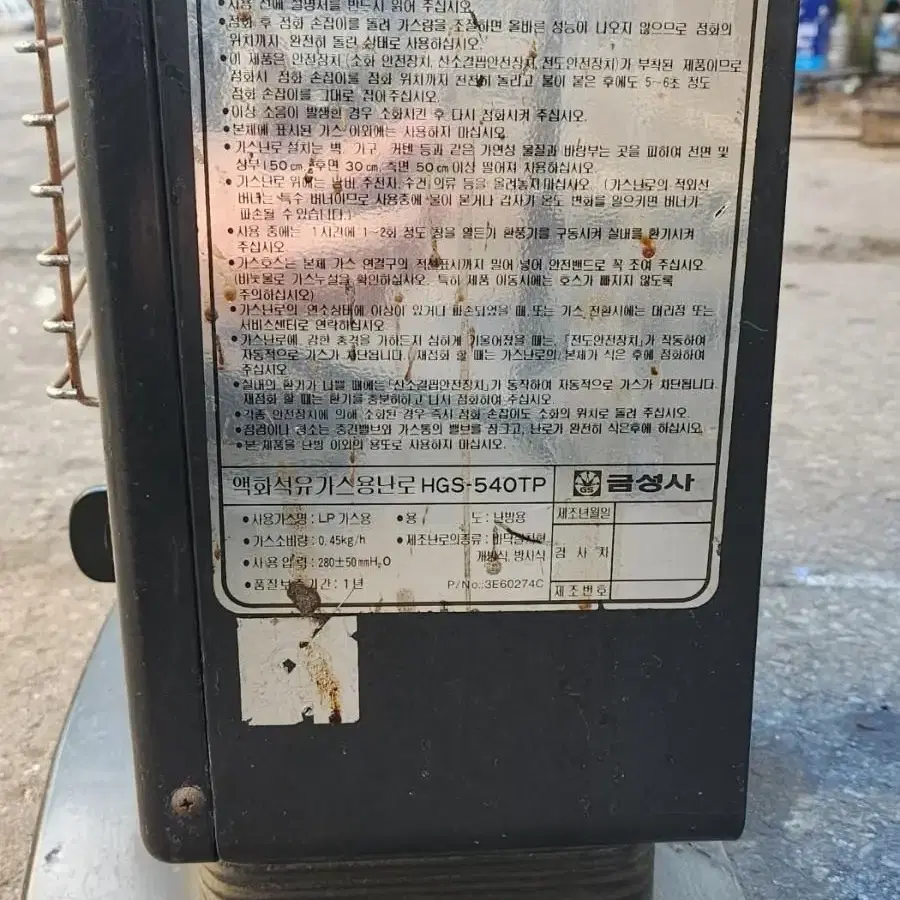 •사용 전에 설명서를 반드시 읽어 주십시오.
•점화 후 점화 손잡이를 돌려 가스량을 조절하면 올바른 성능이 나오지 않으므로 점화의
위치까지 완전히 돌린 상태로 사용하십시오.
•이 제품은 안전장치(소화 안전장치, 산소결핍안전장치, 전도안전장치)가 부착된 제품이므로
점화시 점화 손잡이를 점화 위치까지 천천히 돌리고 불이 붙은 후에도 5~6초 정도
점화 손잡이를 그대로 잡아주십시오.
•이상 소음이 발생한 경우 소화시킨 후 다시 점화시켜 주십시오.
•본체에 표시된 가스 이외에는 사용하지 마십시오.
•가스난로 설치는 벽, 가구, 커텐 등과 같은 가연성 물질과 바람부는 곳을 피하여 전면 및
상부 150cm, 후면 30cm, 측면 50cm 이상 떨어져 사용하십시오.
•가스난로 위에는 냄비, 주전자, 수건, 의류 등을 올려놓지 마십시오. (가스난로의 적외선
버너는 특수 버너이므로 사용중에 불이 붙거나 갑자기 온도 변화를 일으키면 버너가
파손될 수 있습니다.)
•사용 중에는 1시간에 1~2회 정도 창을 열든가 환풍기를 구동시켜 실내를 환기시켜
주십시오.
•가스호스는 본체 가스 연결구의 적선표시까지 밀어 넣어 안전밴드로 꼭 조여 주십시오.
(비눗물로 가스누설을 확인하십시오. 특히 제품 이동시에는 호스가 빠지지 않도록
주의하십시오)
•가스난로의 연소상태에 이상이 있거나 파손되었을 때, 또는 가스 전환시에는 대리점 또는
서비스센터로 연락하십시오.
•가스난로에 강한 충격을 가하든지 심하게 기울어졌을 때는, 「전도안전장치」가 작동하여
자동적으로 가스가 차단됩니다. 재점화 할 때는 가스난로의 본체가 식은 후에 점화하여
주십시오.
•실내의 환기가 나쁠 때에는 「산소결핍안전장치」가 동작하여 자동적으로 가스가 차단됩니다.
재점화 할 때는 환기를 충분히하고 나서 점화하여 주십시오.
•각종 안전장치에 의해 소화된 경우 즉시 점화 손잡이도 소화의 위치로 돌려 주십시오.
•점검이나 청소는 중간밸브와 가스통의 밸브를 잠그고, 난로가 완전히 식은후에 하십시오.
•본 제품을 난방 이외의 용도로 사용하지 마십시오.
액화석유가스용난로 HGS-540TP
GS 금성사
•사용가스명 : LP 가스용 •용 도 : 난방용
•가스소비량 : 0.45kg/h •제조난로의종류 : 바닥설치형
•사용압력 : 280±50mmH₂O 개방식, 방사식
•품질보증기간 : 1년 P/No.:3E60274C
제조년월일
검 사 자
제조번호